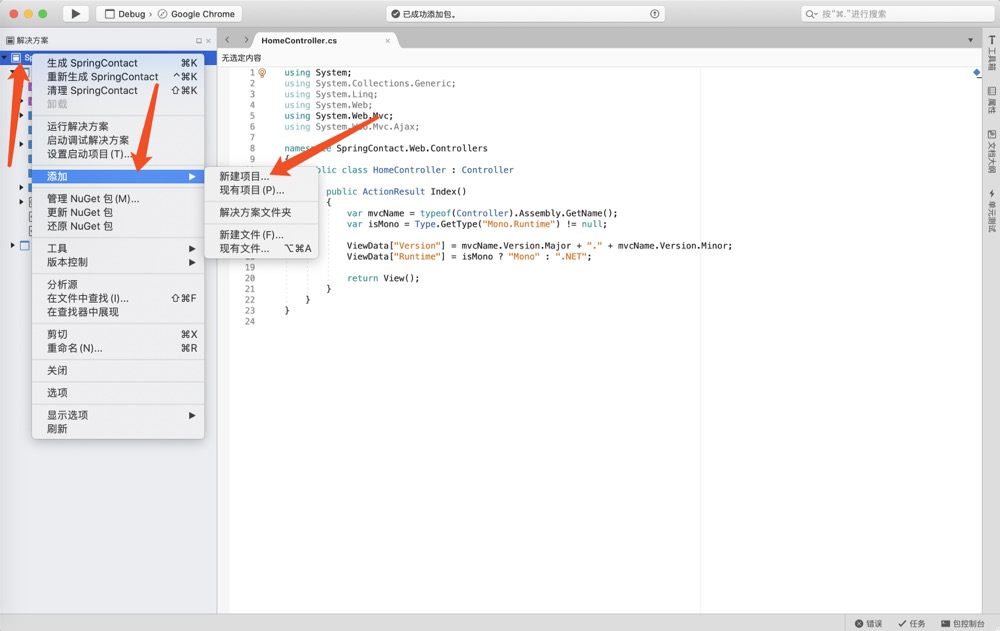 Debug › Google Chrome
已成功添加包。
按“⌘.”进行搜索
解决方案
HomeController.cs
无选定内容
生成 SpringContact ⌘K
重新生成 SpringContact ^⌘K
清理 SpringContact ⇧⌘K
卸载
运行解决方案
启动调试解决方案
设置启动项目(T)...
添加
管理 NuGet 包(M)...
更新 NuGet 包
还原 NuGet 包
工具
版本控制
分析源
在文件中查找(I)... ⇧⌘F
在查找器中展现
剪切 ⌘X
重命名(N)... ⌘R
关闭
选项
显示选项
刷新
新建项目...
现有项目(P)...
解决方案文件夹
新建文件(F)...
现有文件... ⌥⌘A
1 using System;
2 using System.Collections.Generic;
3 using System.Linq;
4 using System.Web;
5 using System.Web.Mvc;
6 using System.Mvc.Ajax;
7
8 SpringContact.Web.Controllers
9 {
class HomeController : Controller
public ActionResult Index()
{
var mvcName = typeof(Controller).Assembly.GetName();
var isMono = Type.GetType("Mono.Runtime") != null;
ViewData["Version"] = mvcName.Version.Major + "." + mvcName.Version.Minor;
ViewData["Runtime"] = isMono ? "Mono" : ".NET";
19
20 return View();
21 }
22 }
23 }
24
工具箱
属性
文档大纲
单元测试
错误
任务
包控制台